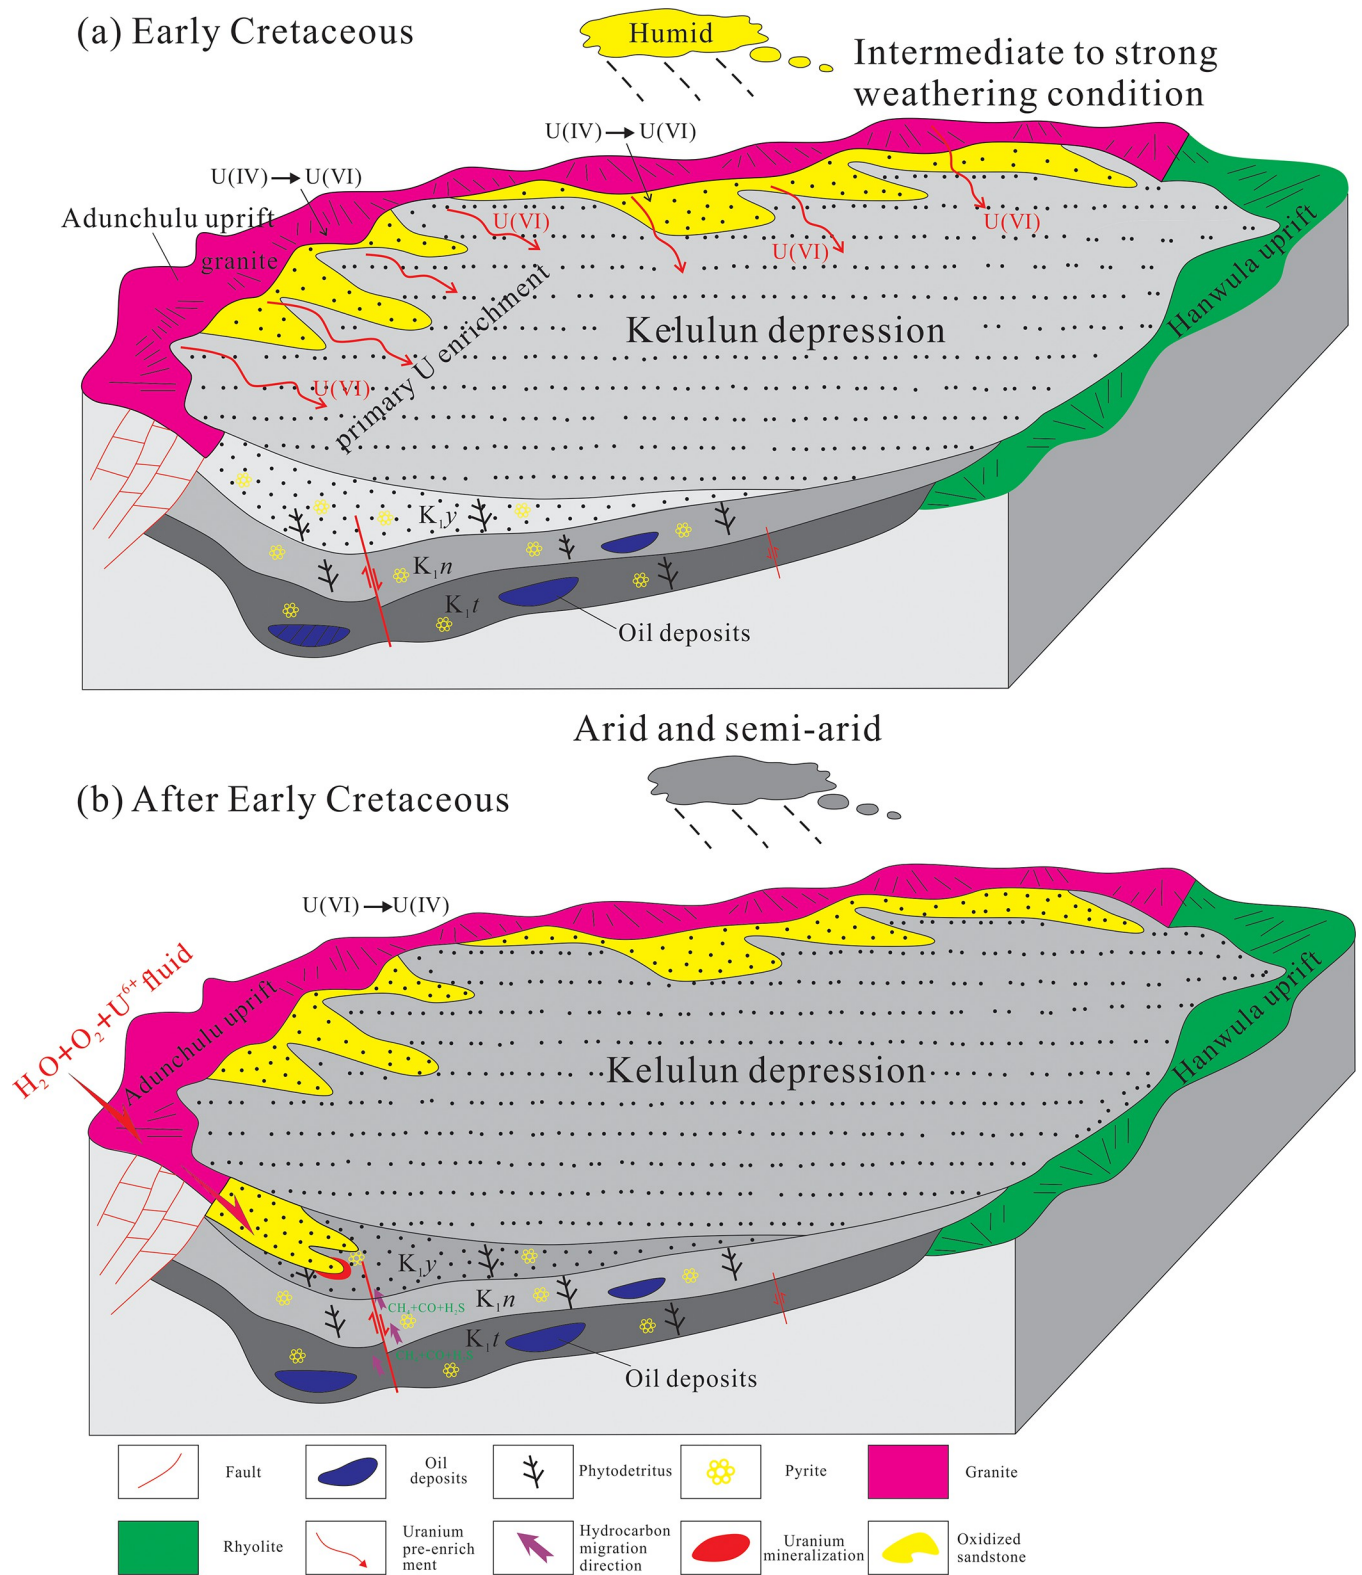 (a) Early Cretaceous
Humid
Intermediate to strong
weathering condition
U(IV)→U(VI)
U(IV)→U(VI)
Adunchulu uprift
granite
U(VI)
U(VI)
U(VI)
U(VI)
Hanwula uprift
primary U enrichment
Kelulun depression
K₁y
K₁n
K₁t
Oil deposits
Arid and semi-arid
(b) After Early Cretaceous
U(VI)→U(IV)
H₂O+O₂+U⁶⁺ fluid
Adunchulu uprift
Hanwula uprift
Kelulun depression
K₁y
K₁n
CH₄+CO+H₂S
K₁t
Oil deposits
Fault
Oil
deposits
Phytodetritus
Pyrite
Granite
Rhyolite
Uranium
pre-enrich
ment
Hydrocarbon
migration
direction
Uranium
mineralization
Oxidized
sandstone